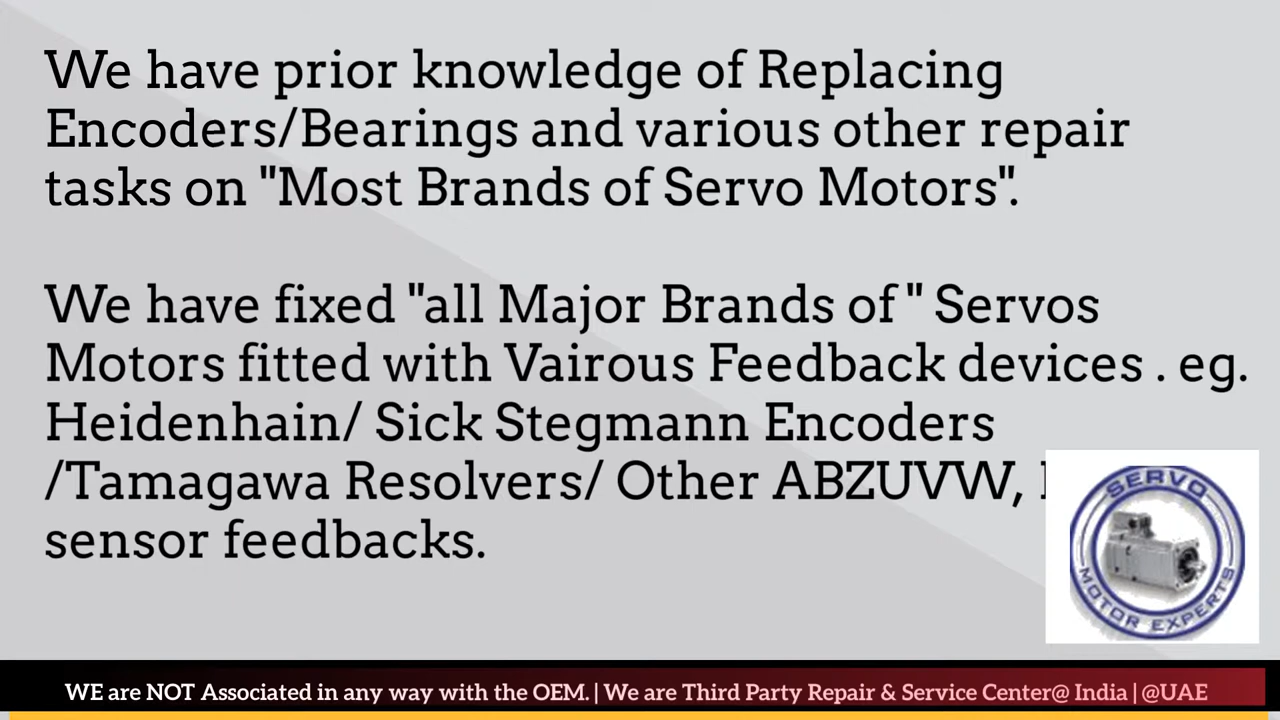 We have prior knowledge of Replacing
Encoders/Bearings and various other repair
tasks on "Most Brands of Servo Motors".
We have fixed "all Major Brands of " Servos
Motors fitted with Vairous Feedback devices . eg.
Heidenhain/ Sick Stegmann Encoders
/Tamagawa Resolvers/ Other ABZUVW,
sensor feedbacks.
SERVO
MOTOR EXPERTS
WE are NOT Associated in any way with the OEM. | We are Third Party Repair & Service Center@ India | @UAE